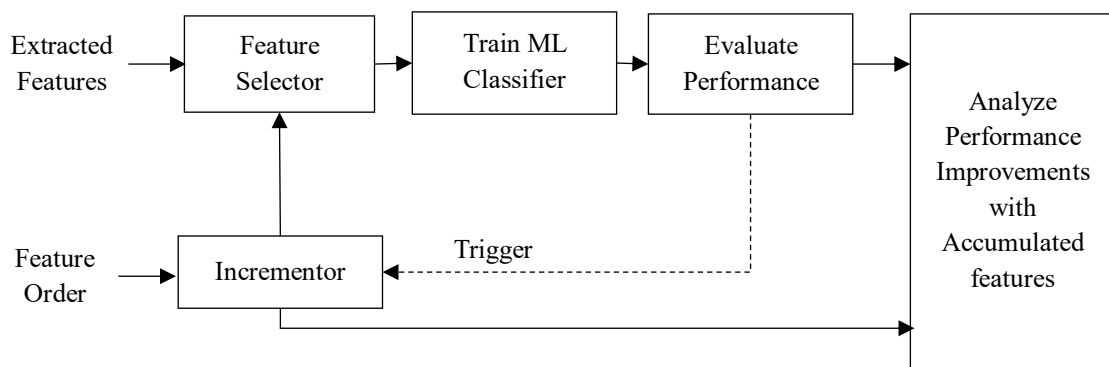 Extracted
Features
Feature
Selector
Train ML
Classifier
Evaluate
Performance
Analyze
Performance
Improvements
with
Accumulated
features
Feature
Order
Incrementor
Trigger